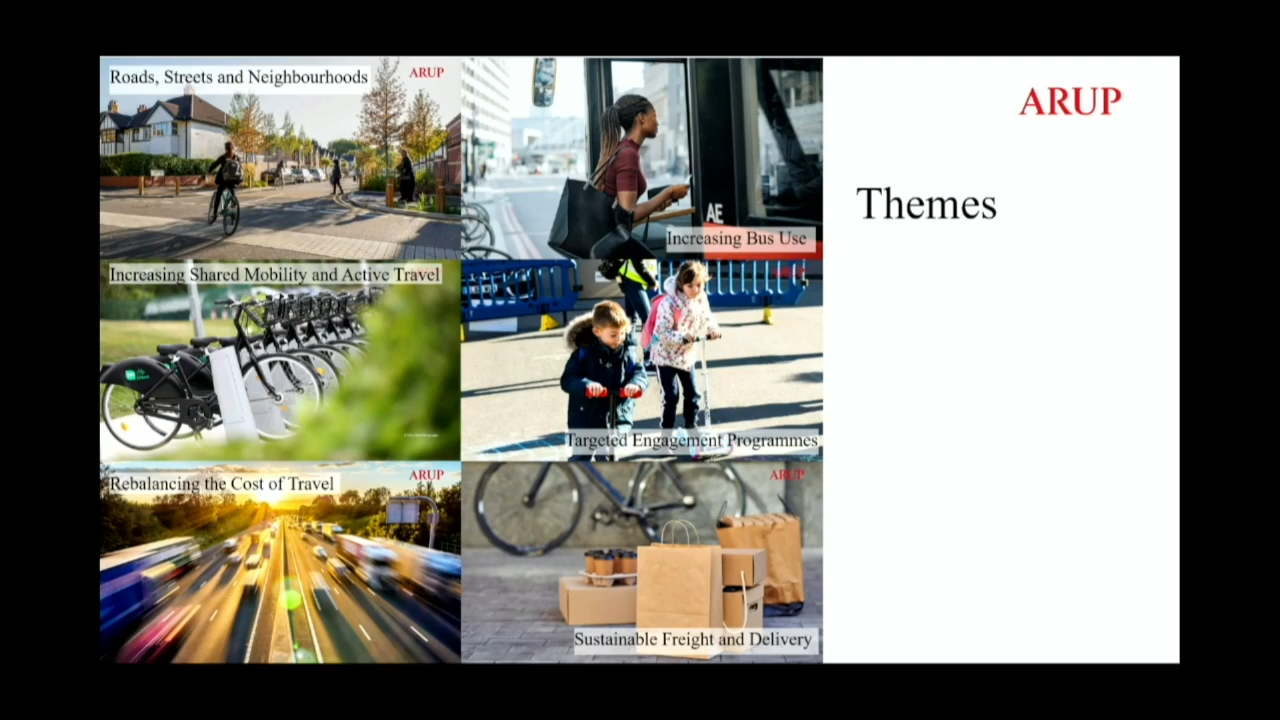 Roads, Streets and Neighbourhoods
ARUP
AE
Increasing Bus Use
Increasing Shared Mobility and Active Travel
Targeted Engagement Programmes
Rebalancing the Cost of Travel
ARUP
ARUP
Sustainable Freight and Delivery
ARUP
Themes